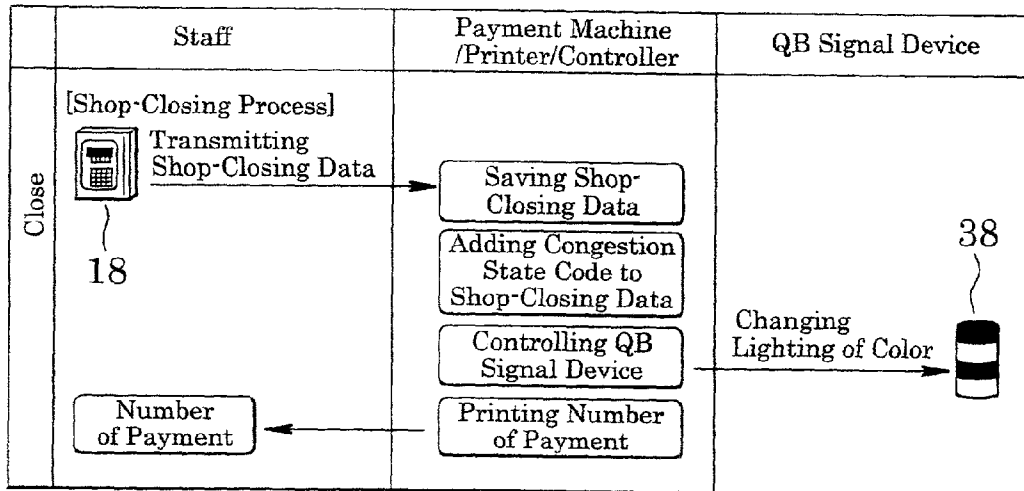 Staff
Payment Machine
/Printer/Controller
QB Signal Device
Close
[Shop-Closing Process]
Transmitting
Shop-Closing Data
18
Saving Shop-
Closing Data
Adding Congestion
State Code to
Shop-Closing Data
Controlling QB
Signal Device
Changing
Lighting of Color
38
Printing Number
of Payment
Number
of Payment